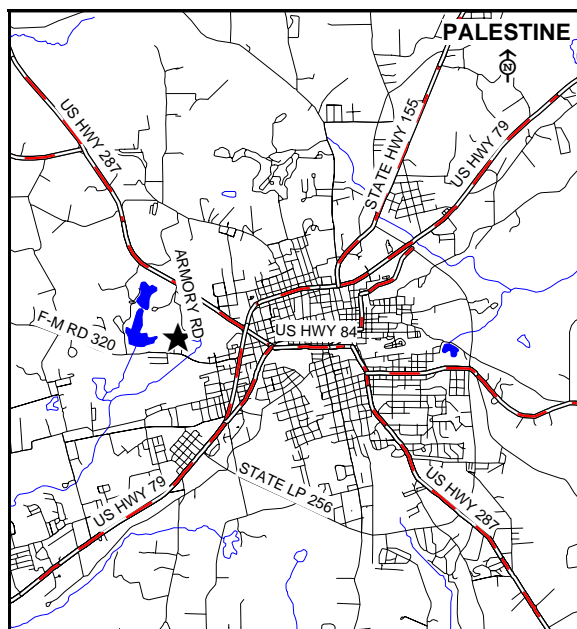 PALESTINE
N
US HWY 287
STATE HWY 155
US HWY 79
ARMORY RD
F-M RD 320
US HWY 84
STATE LP 256
US HWY 79
US HWY 287